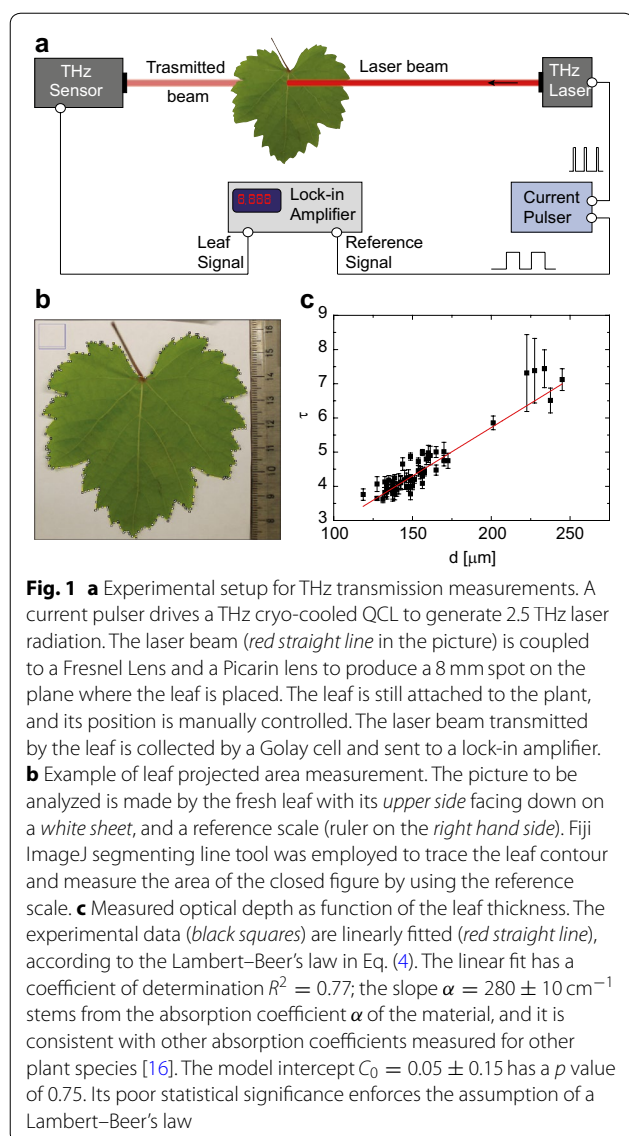 a
THz
Sensor
Trasmitted
beam
Laser beam
THz
Laser
8.888
Lock-in
Amplifier
Current
Pulser
Leaf
Signal
Reference
Signal
b
16
15
14
13
12
11
10
9
8
c
9
8
7
6
5
4
3
τ
100 150 200 250
d [μm]
Fig. 1 a Experimental setup for THz transmission measurements. A
current pulser drives a THz cryo-cooled QCL to generate 2.5 THz laser
radiation. The laser beam (red straight line in the picture) is coupled
to a Fresnel Lens and a Picarin lens to produce a 8 mm spot on the
plane where the leaf is placed. The leaf is still attached to the plant,
and its position is manually controlled. The laser beam transmitted
by the leaf is collected by a Golay cell and sent to a lock-in amplifier.
b Example of leaf projected area measurement. The picture to be
analyzed is made by the fresh leaf with its upper side facing down on
a white sheet, and a reference scale (ruler on the right hand side). Fiji
ImageJ segmenting line tool was employed to trace the leaf contour
and measure the area of the closed figure by using the reference
scale. c Measured optical depth as function of the leaf thickness. The
experimental data (black squares) are linearly fitted (red straight line),
according to the Lambert–Beer's law in Eq. (4). The linear fit has a
coefficient of determination R² = 0.77; the slope α = 280 ± 10 cm⁻¹
stems from the absorption coefficient α of the material, and it is
consistent with other absorption coefficients measured for other
plant species [16]. The model intercept C₀ = 0.05 ± 0.15 has a p value
of 0.75. Its poor statistical significance enforces the assumption of a
Lambert–Beer's law